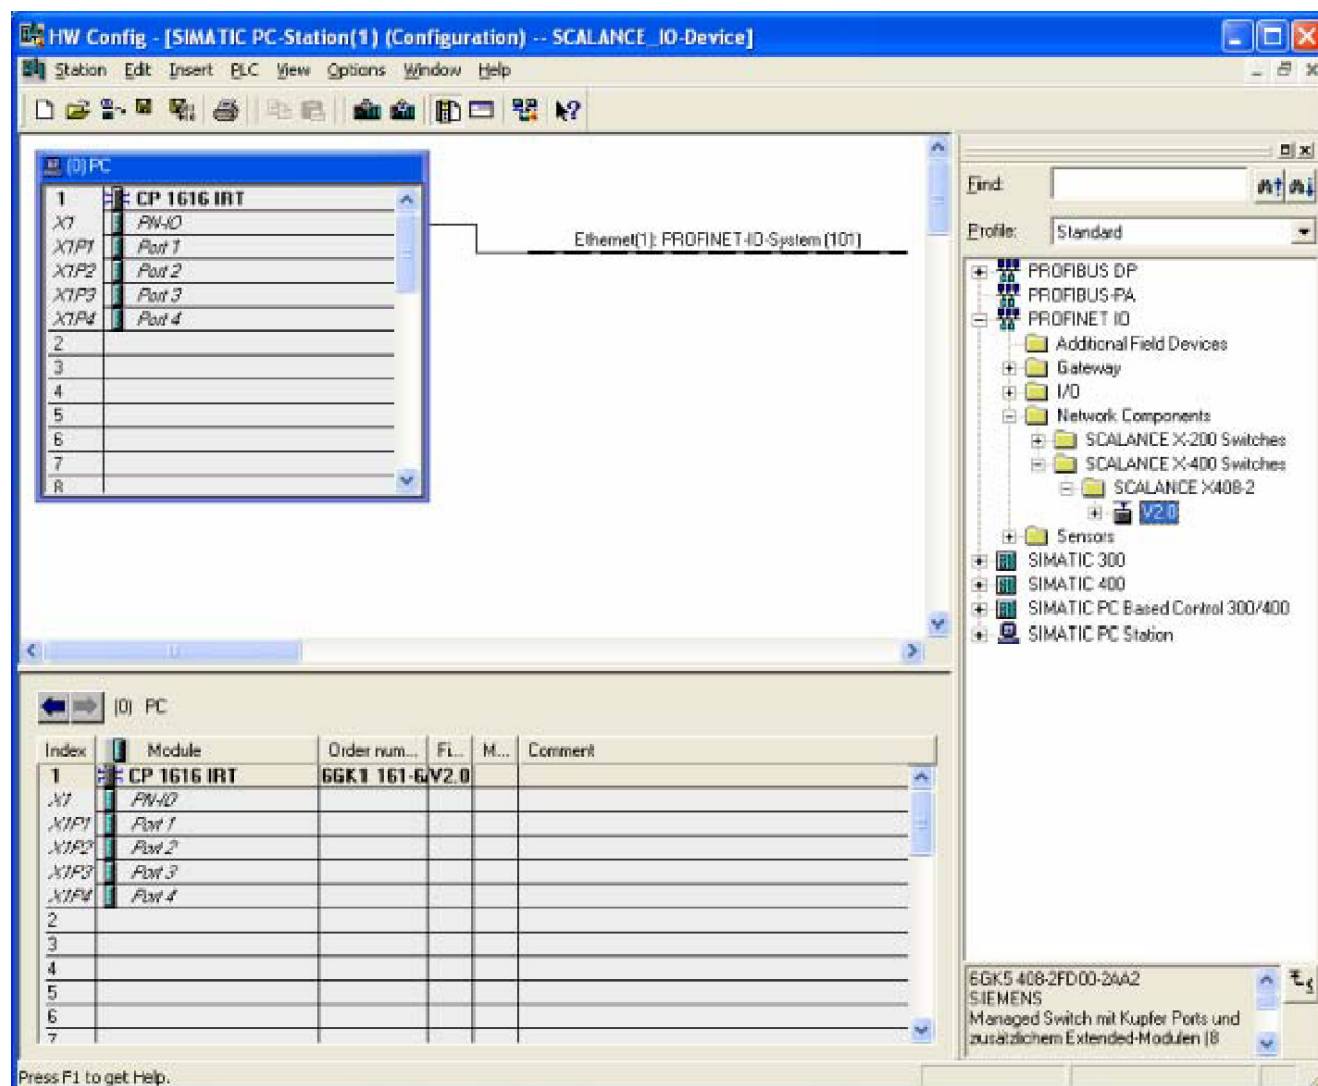 HW Config - [SIMATIC PC-Station(1) (Configuration) -- SCALANCE_IO-Device]
Station Edit Insert PLC View Options Window Help
(0) PC
1 CP 1616 IRT
X1 PN-IO
X1P1 Port 1
X1P2 Port 2
X1P3 Port 3
X1P4 Port 4
2
3
4
5
6
7
8
Ethernet(1): PROFINET-IO-System (101)
Find:
Profile: Standard
PROFIBUS DP
PROFIBUS-PA
PROFINET IO
Additional Field Devices
Gateway
I/O
Network Components
SCALANCE X-200 Switches
SCALANCE X-400 Switches
SCALANCE X408-2
V2.0
Sensors
SIMATIC 300
SIMATIC 400
SIMATIC PC Based Control 300/400
SIMATIC PC Station
(0) PC
Index Module Order num... Fi... M... Comment
1 CP 1616 IRT 6GK1 161-6 V2.0
X1 PN-IO
X1P1 Port 1
X1P2 Port 2
X1P3 Port 3
X1P4 Port 4
2
3
4
5
6
7
6GK5 408-2FD00-2AA2
SIEMENS
Managed Switch mit Kupfer Ports und
zusätzlichem Extended-Modulen (8
Press F1 to get Help.